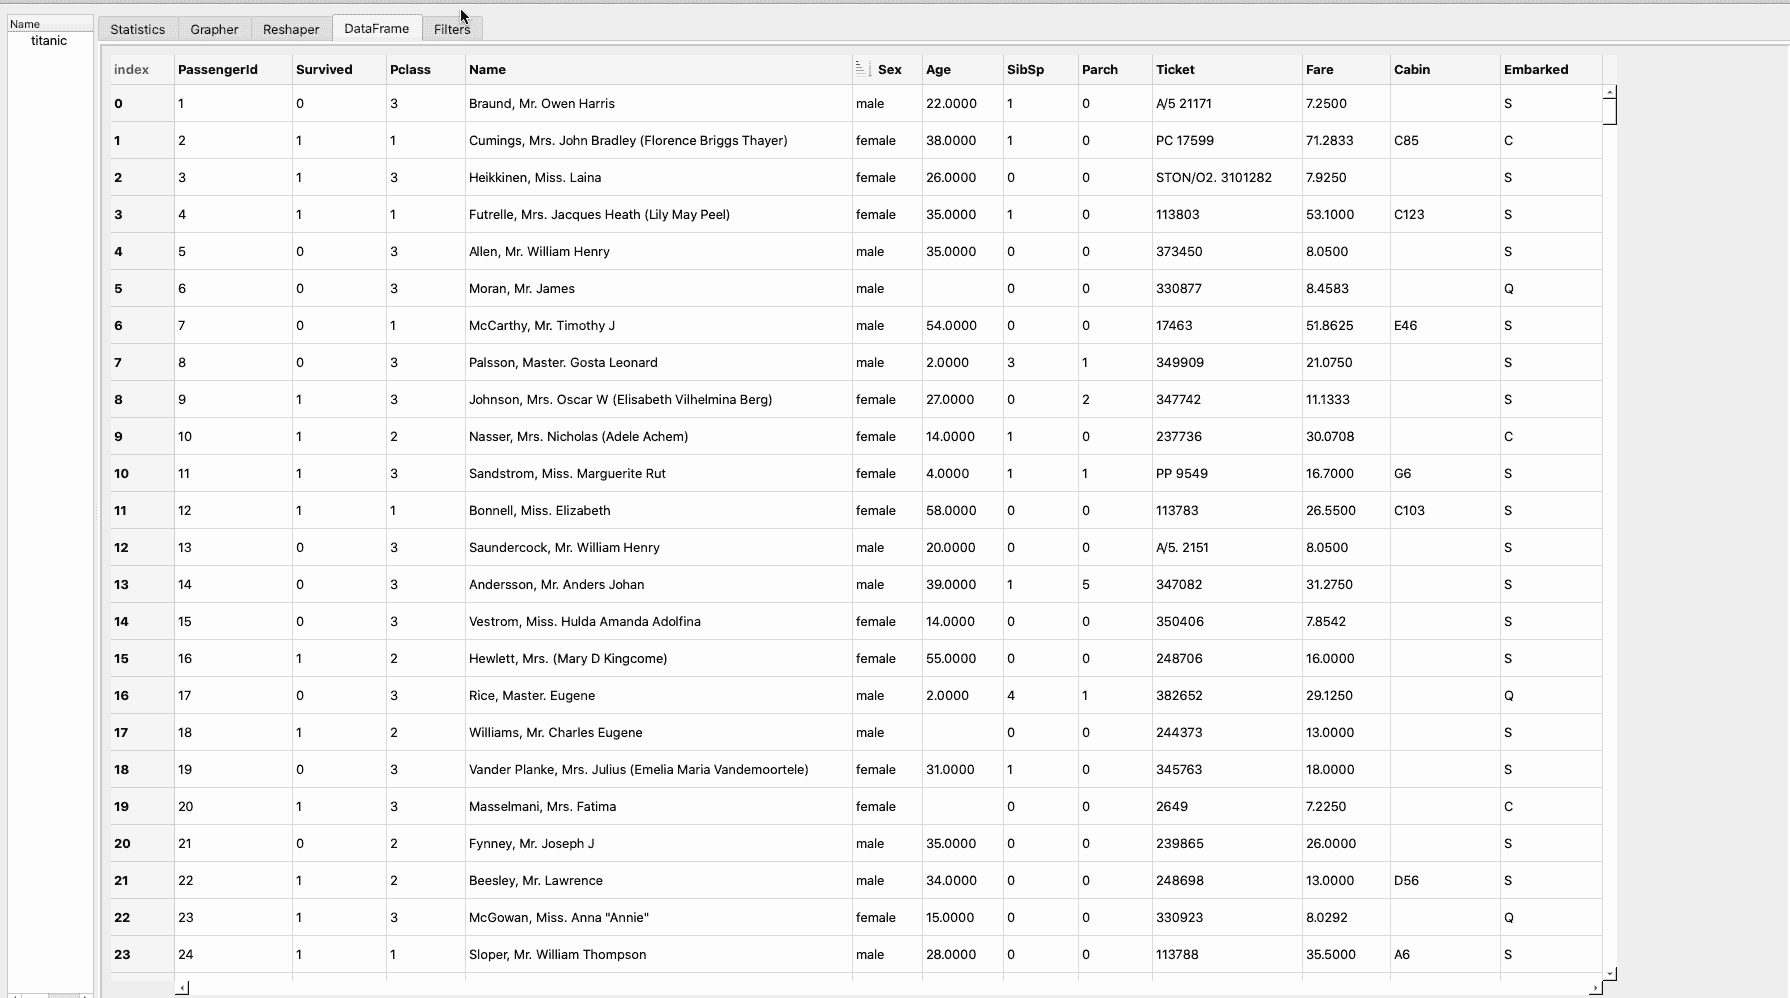 Name
titanic
Statistics Grapher Reshaper DataFrame Filters
index PassengerId Survived Pclass Name Sex Age SibSp Parch Ticket Fare Cabin Embarked
0 1 0 3 Braund, Mr. Owen Harris male 22.0000 1 0 A/5 21171 7.2500 S
1 2 1 1 Cumings, Mrs. John Bradley (Florence Briggs Thayer) female 38.0000 1 0 PC 17599 71.2833 C85 C
2 3 1 3 Heikkinen, Miss. Laina female 26.0000 0 0 STON/O2. 3101282 7.9250 S
3 4 1 1 Futrelle, Mrs. Jacques Heath (Lily May Peel) female 35.0000 1 0 113803 53.1000 C123 S
4 5 0 3 Allen, Mr. William Henry male 35.0000 0 0 373450 8.0500 S
5 6 0 3 Moran, Mr. James male 0 0 330877 8.4583 Q
6 7 0 1 McCarthy, Mr. Timothy J male 54.0000 0 0 17463 51.8625 E46 S
7 8 0 3 Palsson, Master. Gosta Leonard male 2.0000 3 1 349909 21.0750 S
8 9 1 3 Johnson, Mrs. Oscar W (Elisabeth Vilhelmina Berg) female 27.0000 0 2 347742 11.1333 S
9 10 1 2 Nasser, Mrs. Nicholas (Adele Achem) female 14.0000 1 0 237736 30.0708 C
10 11 1 3 Sandstrom, Miss. Marguerite Rut female 4.0000 1 1 PP 9549 16.7000 G6 S
11 12 1 1 Bonnell, Miss. Elizabeth female 58.0000 0 0 113783 26.5500 C103 S
12 13 0 3 Saundercock, Mr. William Henry male 20.0000 0 0 A/5. 2151 8.0500 S
13 14 0 3 Andersson, Mr. Anders Johan male 39.0000 1 5 347082 31.2750 S
14 15 0 3 Vestrom, Miss. Hulda Amanda Adolfina female 14.0000 0 0 350406 7.8542 S
15 16 1 2 Hewlett, Mrs. (Mary D Kingcome) female 55.0000 0 0 248706 16.0000 S
16 17 0 3 Rice, Master. Eugene male 2.0000 4 1 382652 29.1250 Q
17 18 1 2 Williams, Mr. Charles Eugene male 0 0 244373 13.0000 S
18 19 0 3 Vander Planke, Mrs. Julius (Emelia Maria Vandemoortele) female 31.0000 1 0 345763 18.0000 S
19 20 1 3 Masselmani, Mrs. Fatima female 0 0 2649 7.2250 C
20 21 0 2 Fynney, Mr. Joseph J male 35.0000 0 0 239865 26.0000 S
21 22 1 2 Beesley, Mr. Lawrence male 34.0000 0 0 248698 13.0000 D56 S
22 23 1 3 McGowan, Miss. Anna "Annie" female 15.0000 0 0 330923 8.0292 Q
23 24 1 1 Sloper, Mr. William Thompson male 28.0000 0 0 113788 35.5000 A6 S